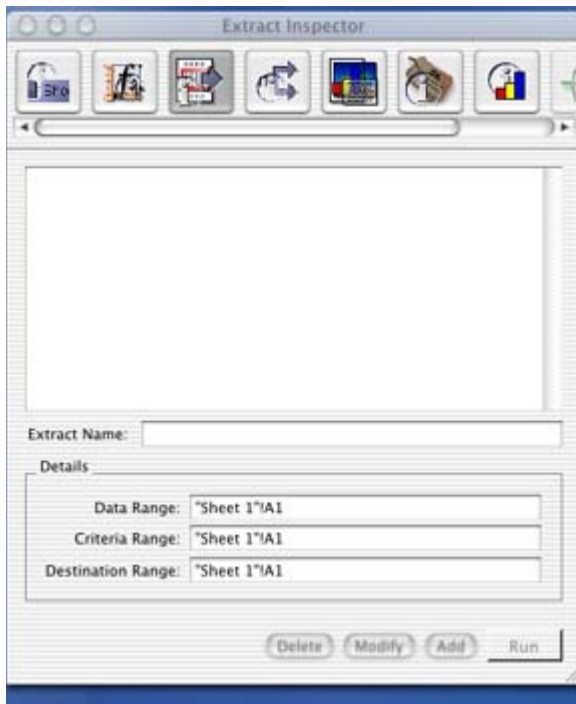 Extract Inspector
Extract Name:
Details
Data Range: "Sheet 1"!A1
Criteria Range: "Sheet 1"!A1
Destination Range: "Sheet 1"!A1
Delete Modify Add Run